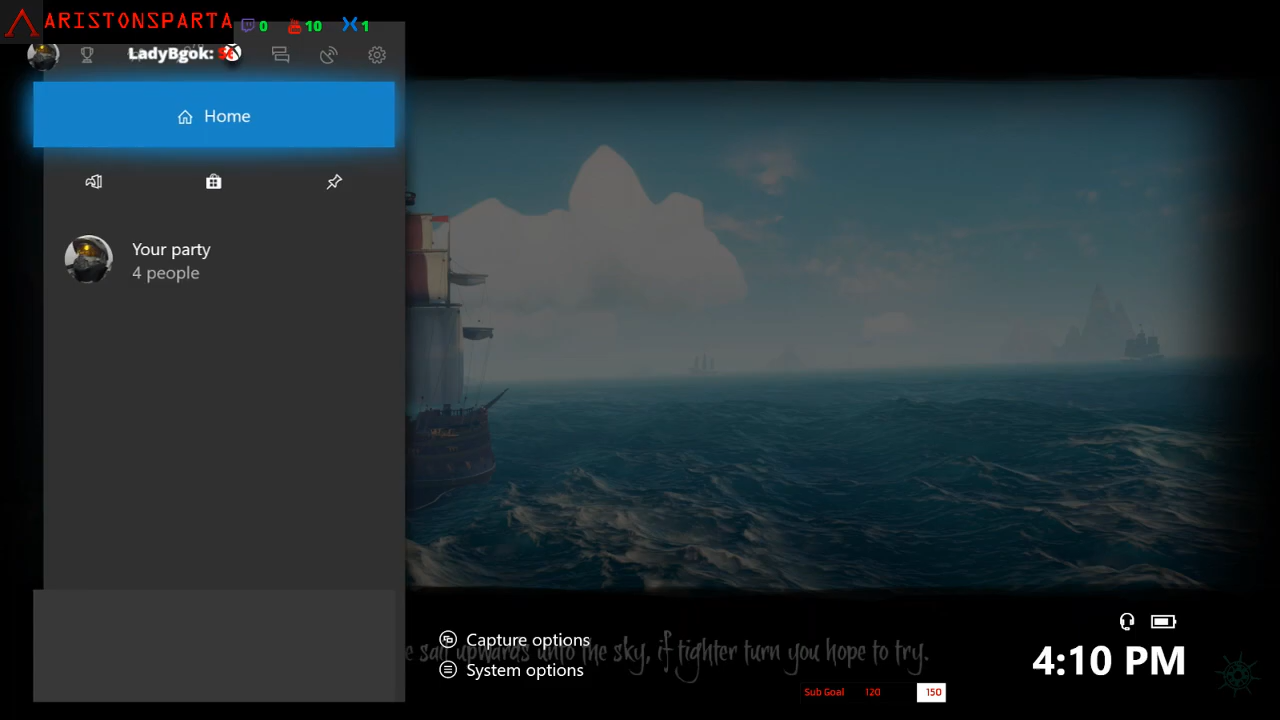 ARISTONSPARTA
0 10 1
LadyBgok:
Home
Your party
4 people
Capture options
sail upwards unto the sky, if tighter turn you hope to try.
System options
4:10 PM
Sub Goal 120 150